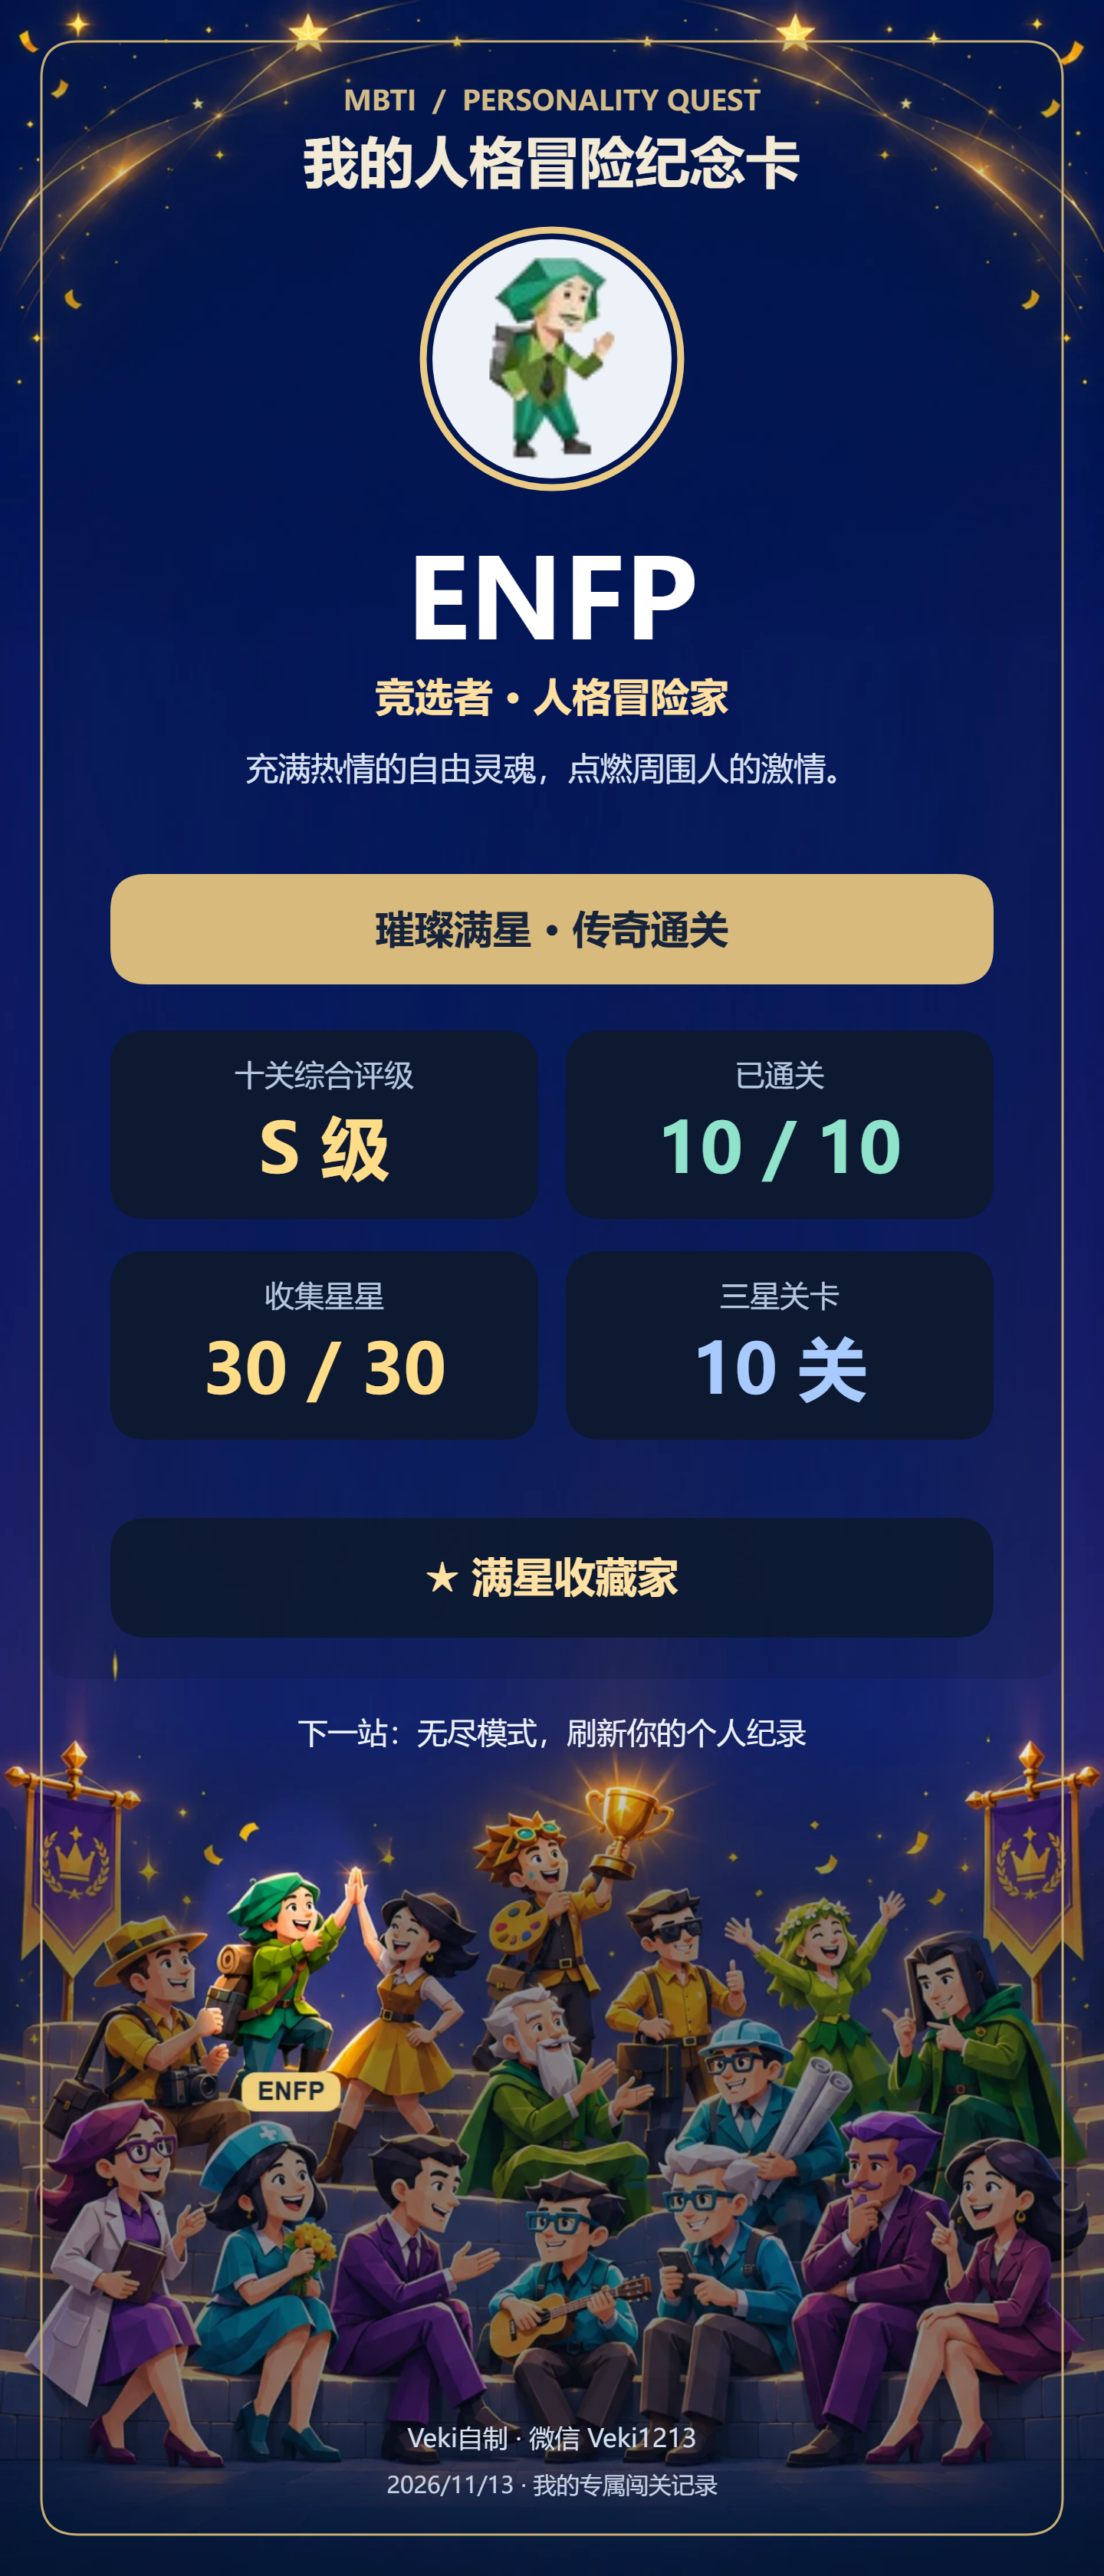 MBTI / PERSONALITY QUEST
我的人格冒险纪念卡
ENFP
竞选者 • 人格冒险家
充满热情的自由灵魂，点燃周围人的激情。
璀璨满星 • 传奇通关
十关综合评级
S 级
已通关
10 / 10
收集星星
30 / 30
三星关卡
10 关
★ 满星收藏家
下一站：无尽模式，刷新你的个人纪录
ENFP
Veki自制 · 微信 Veki1213
2026/11/13 · 我的专属闯关记录